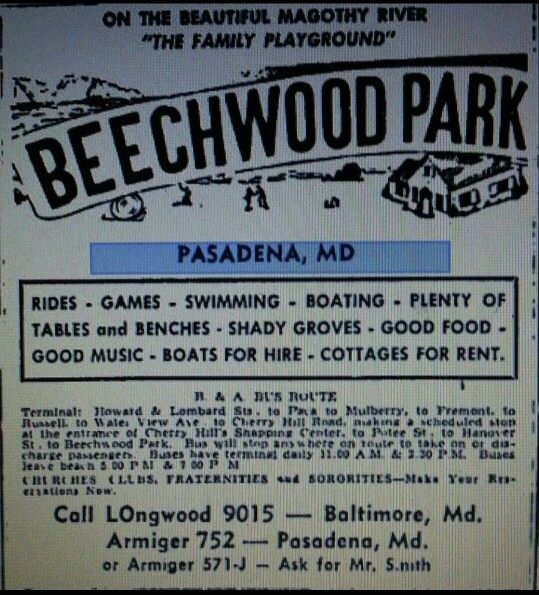 ON THE BEAUTIFUL MAGOTHY RIVER
"THE FAMILY PLAYGROUND"
BEECHWOOD PARK
PASADENA, MD
RIDES - GAMES - SWIMMING - BOATING - PLENTY OF
TABLES and BENCHES - SHADY GROVES - GOOD FOOD -
GOOD MUSIC - BOATS FOR HIRE - COTTAGES FOR RENT.
B. & A. BUS ROUTE
Terminal: Howard & Lombard Sts., to Paca to Mulberry, to Fremont, to
Russell, to Water View Ave. to Cherry Hill Road, making a scheduled stop
at the entrance of Cherry Hill's Shopping Center, to Potee St., to Hanover
St. to Beechwood Park. Bus will stop anywhere on route to take on or dis-
charge passengers. Buses have terminal daily 11.00 A.M. & 2.30 P.M. Buses
leave beach 5.00 P M & 7 00 P M
CHURCHES CLUBS, FRATERNITIES and SORORITIES—Make Your Res-
ervations Now.
Call LOngwood 9015 — Baltimore, Md.
Armiger 752 — Pasadena, Md.
or Armiger 571-J — Ask for Mr. Smith